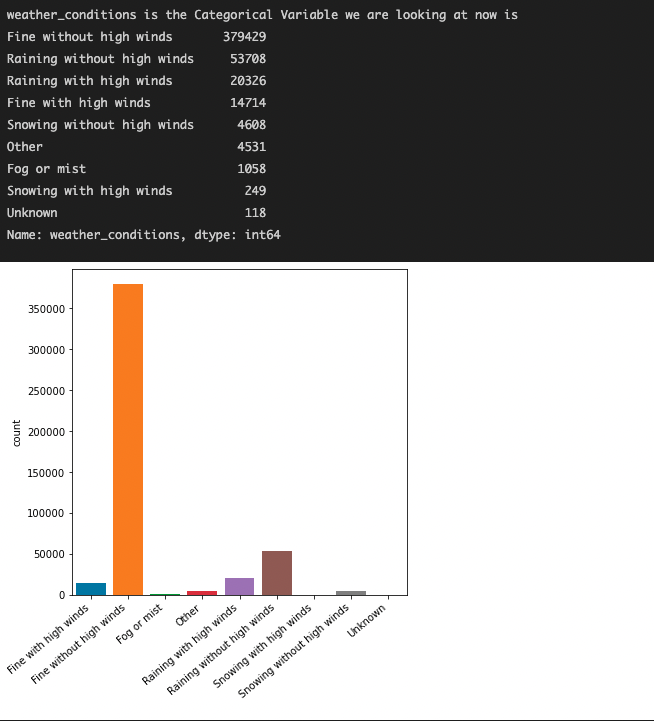 weather_conditions is the Categorical Variable we are looking at now is
Fine without high winds 379429
Raining without high winds 53708
Raining with high winds 20326
Fine with high winds 14714
Snowing without high winds 4608
Other 4531
Fog or mist 1058
Snowing with high winds 249
Unknown 118
Name: weather_conditions, dtype: int64
350000
300000
250000
200000
150000
100000
50000
0
count
Fine with high winds
Fine without high winds
Fog or mist
Other
Raining with high winds
Raining without high winds
Snowing with high winds
Snowing without high winds
Unknown